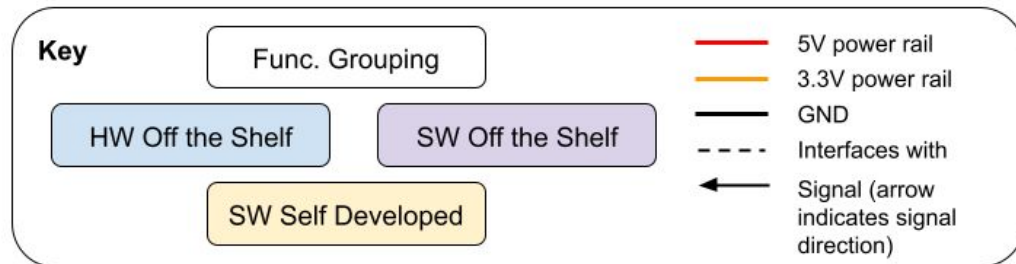 Key
Func. Grouping
HW Off the Shelf
SW Off the Shelf
SW Self Developed
5V power rail
3.3V power rail
GND
Interfaces with
Signal (arrow
indicates signal
direction)